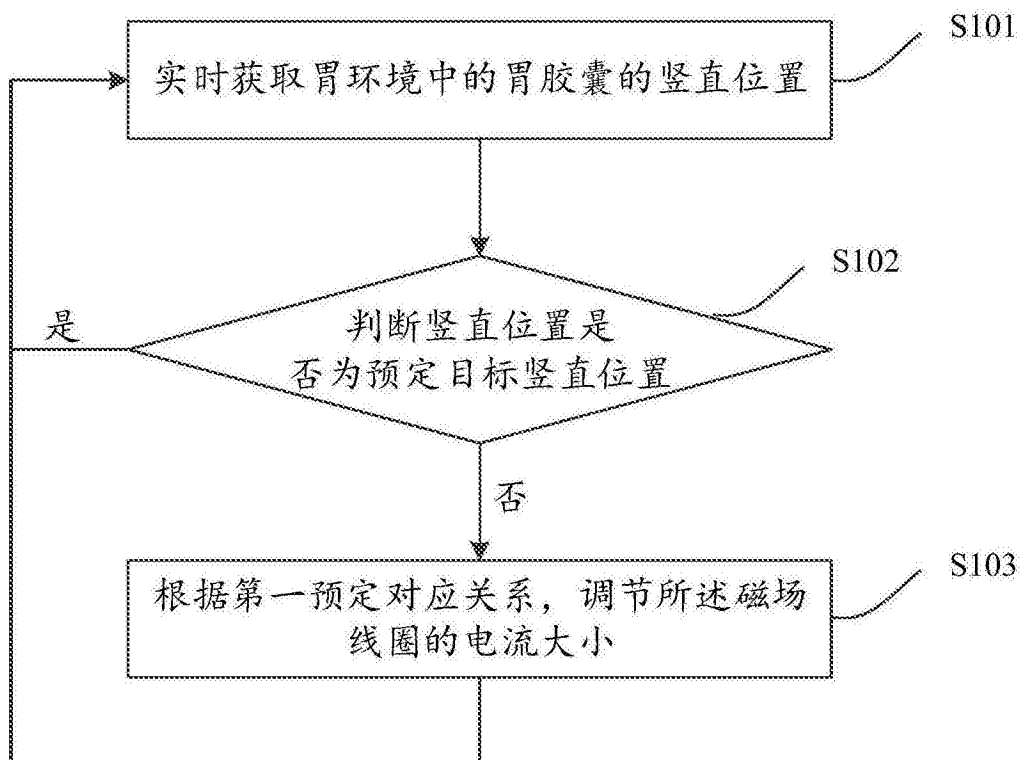 S101
实时获取胃环境中的胃胶囊的竖直位置
S102
是
判断竖直位置是
否为预定目标竖直位置
否
S103
根据第一预定对应关系，调节所述磁场
线圈的电流大小